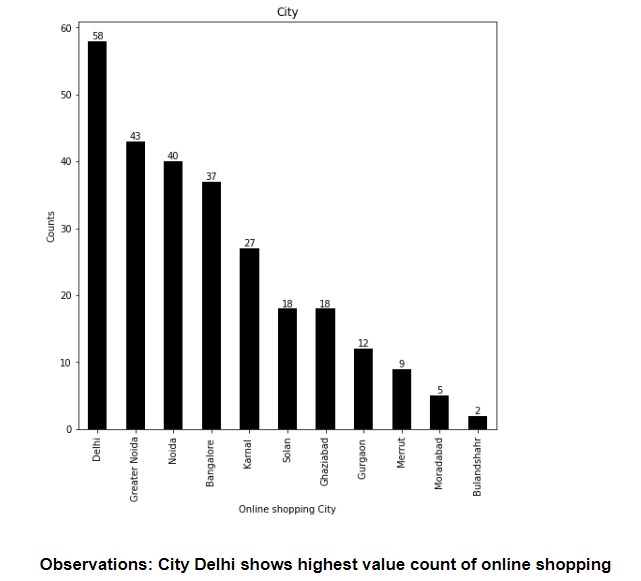 City
60
50
40
30
20
10
0
Counts
58
43
40
37
27
18
18
12
9
5
2
Delhi
Greater Noida
Noida
Bangalore
Karnal
Solan
Ghaziabad
Gurgaon
Merrut
Moradabad
Bulandshahr
Online shopping City
Observations: City Delhi shows highest value count of online shopping